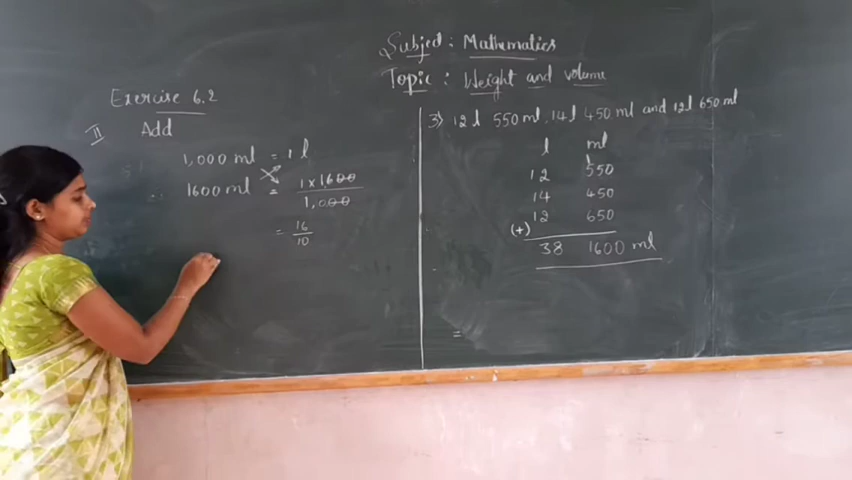 Subject : Mathematics
Topic : Weight and volume
Exercise 6.2
II Add
1,000 ml = 1 l
1600 ml = 1 x 1600 / 1,000
= 16 / 10
3) 12 l 550 ml, 14 l 450 ml and 12 l 650 ml
l ml
12 550
14 450
(+) 12 650
38 1600 ml
=